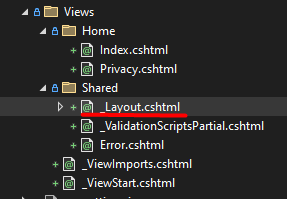 Views
Home
Index.cshtml
Privacy.cshtml
Shared
_Layout.cshtml
_ValidationScriptsPartial.cshtml
Error.cshtml
_ViewImports.cshtml
_ViewStart.cshtml